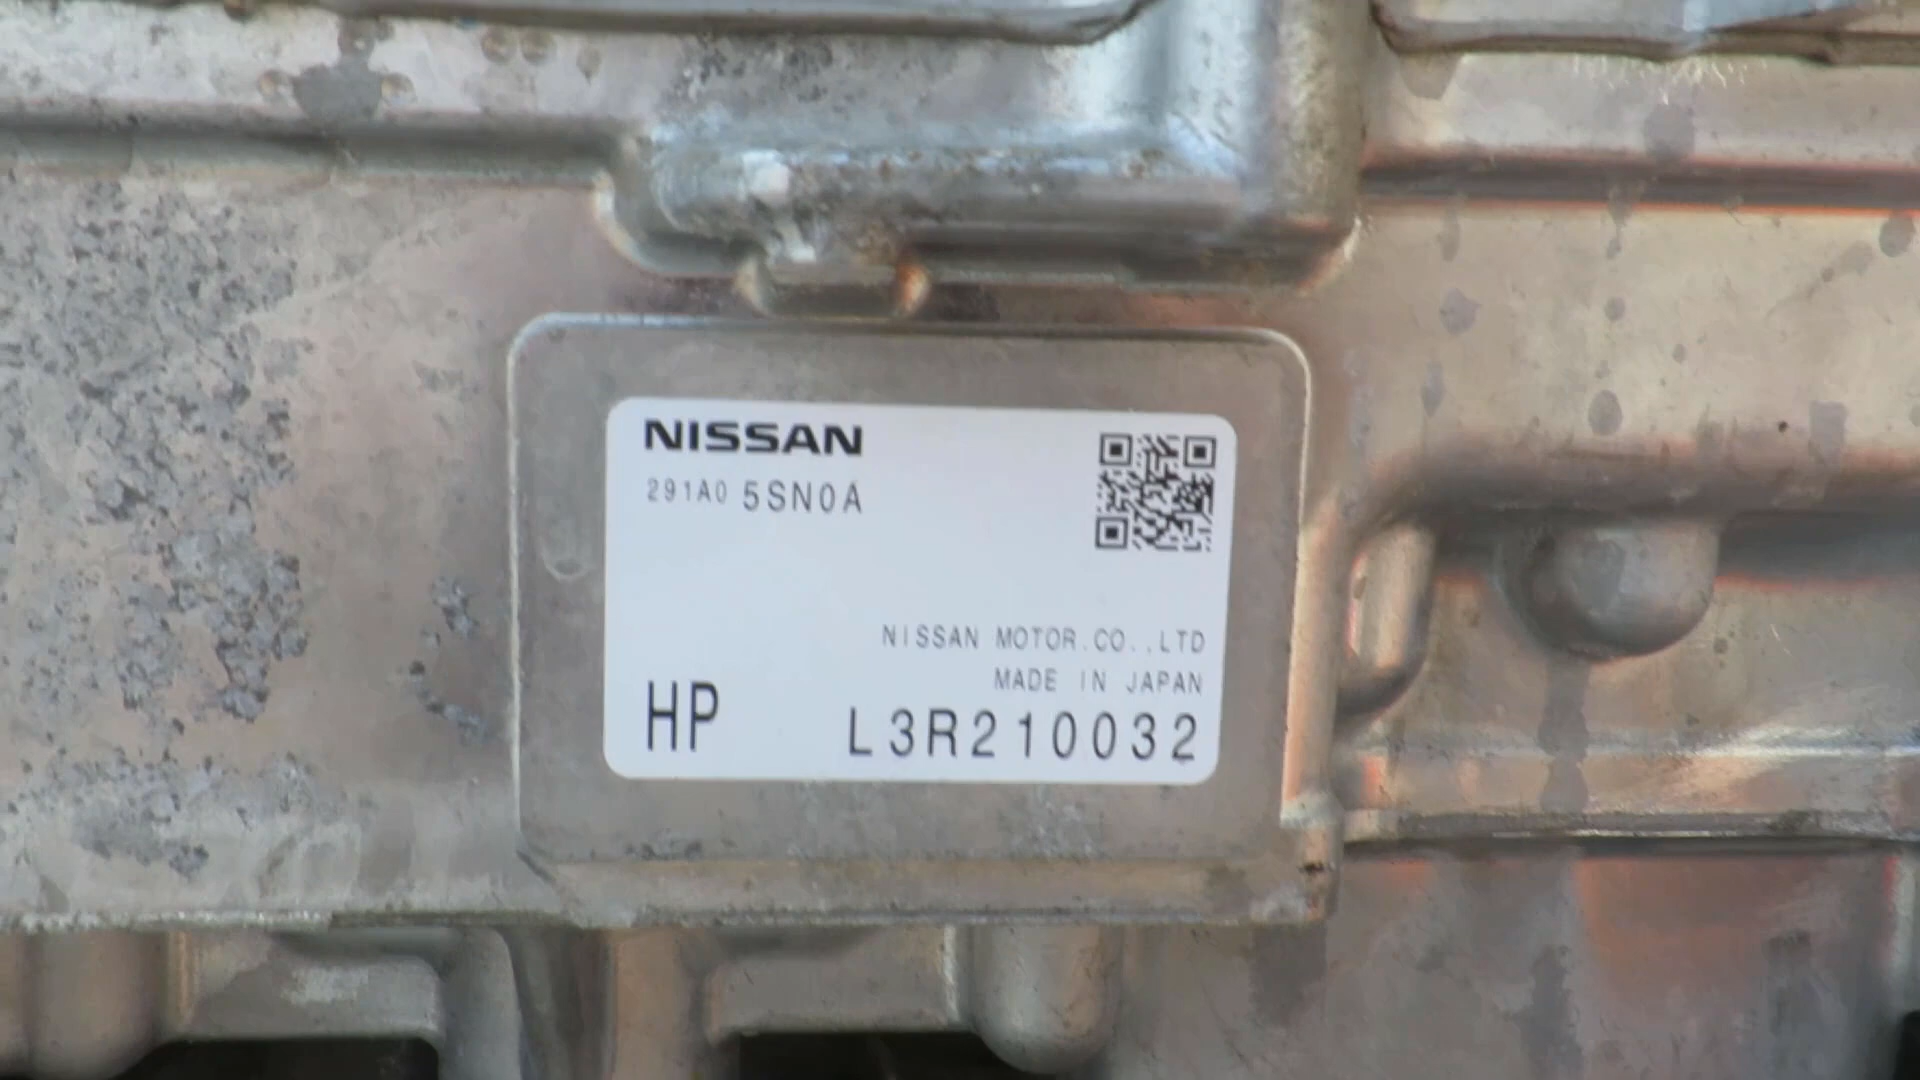 NISSAN
291A0 5SN0A
NISSAN MOTOR.CO.,LTD
MADE IN JAPAN
HP L3R210032